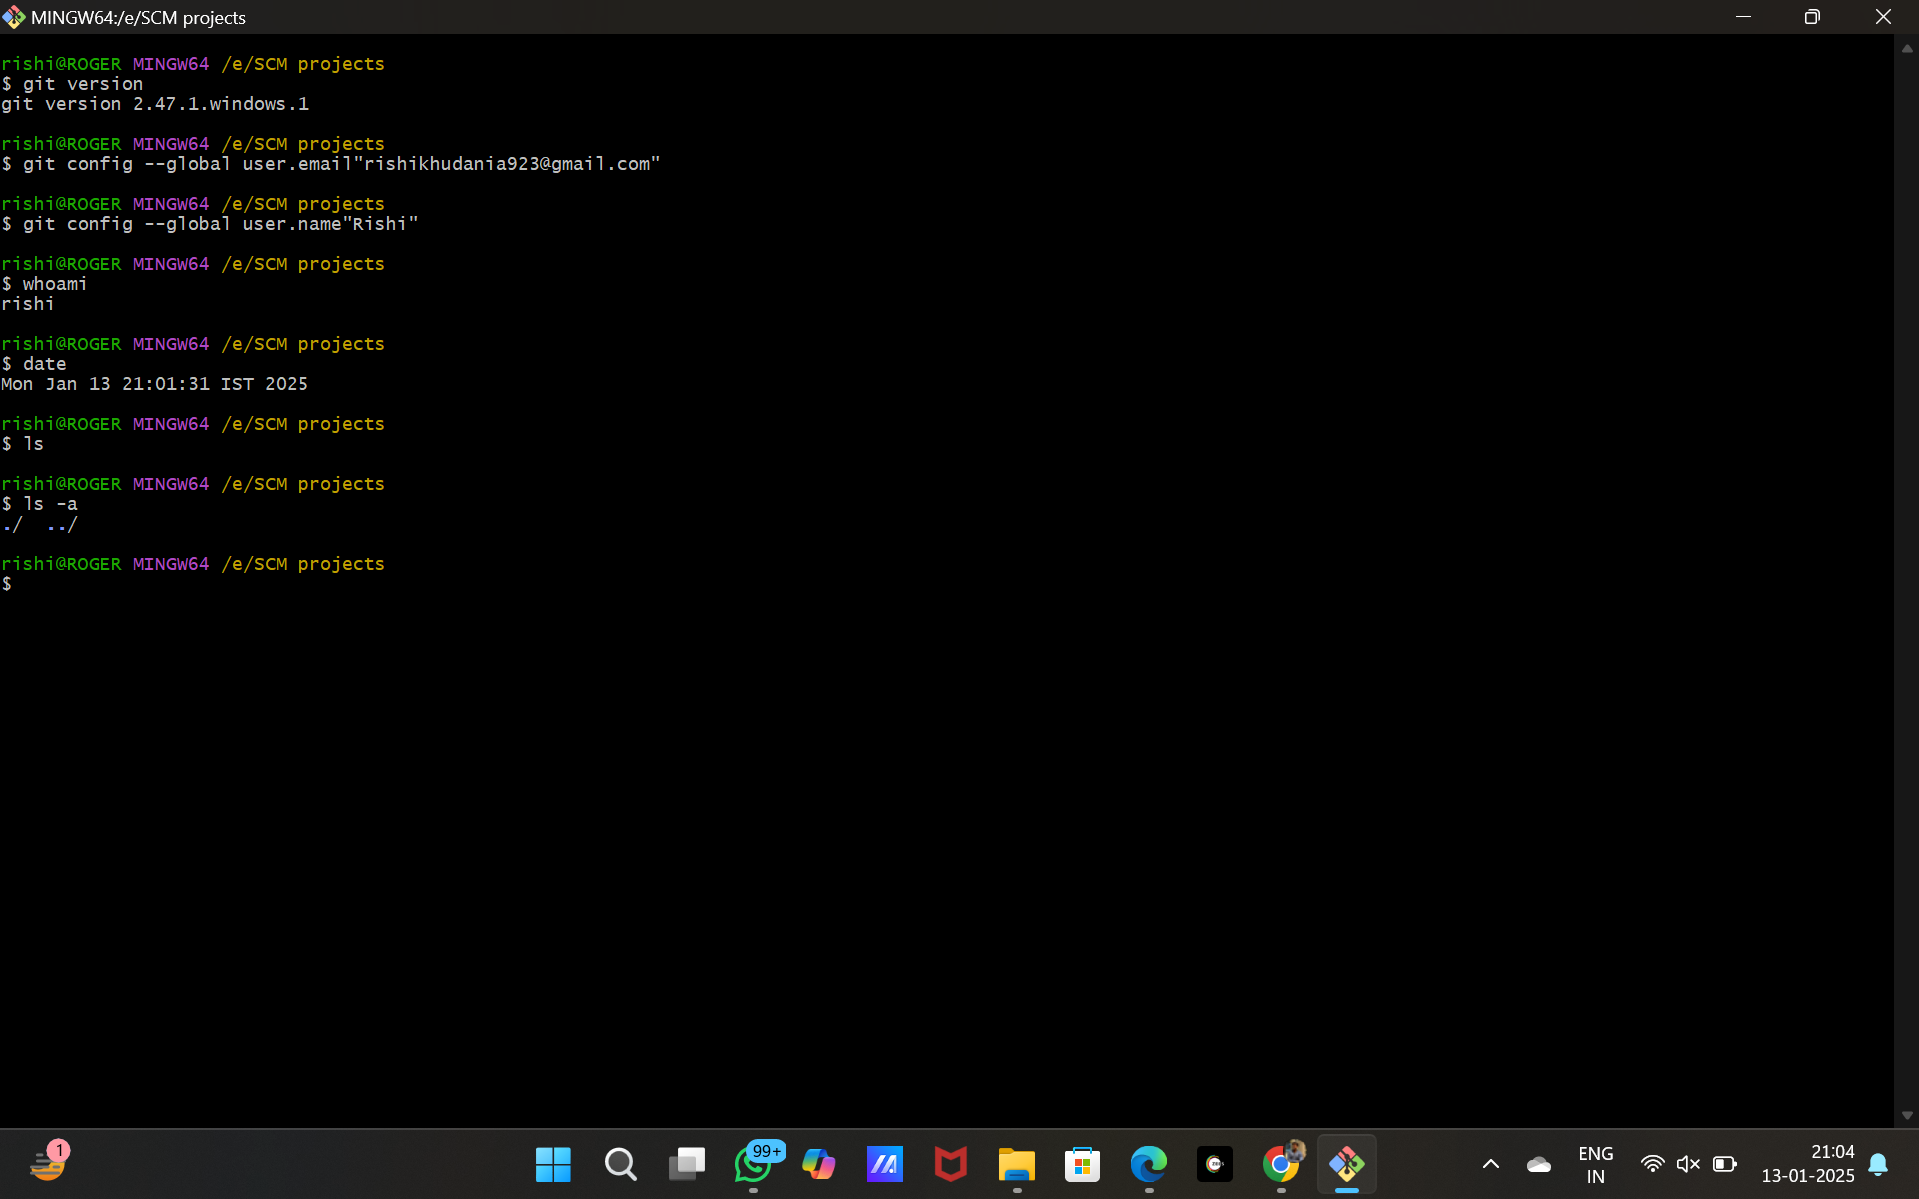 MINGW64:/e/SCM projects
rishi@ROGER MINGW64 /e/SCM projects
$ git version
git version 2.47.1.windows.1
rishi@ROGER MINGW64 /e/SCM projects
$ git config --global user.email"rishikhudania923@gmail.com"
rishi@ROGER MINGW64 /e/SCM projects
$ git config --global user.name"Rishi"
rishi@ROGER MINGW64 /e/SCM projects
$ whoami
rishi
rishi@ROGER MINGW64 /e/SCM projects
$ date
Mon Jan 13 21:01:31 IST 2025
rishi@ROGER MINGW64 /e/SCM projects
$ ls
rishi@ROGER MINGW64 /e/SCM projects
$ ls -a
./  ../
rishi@ROGER MINGW64 /e/SCM projects
$
1
99+
ENG
IN
21:04
13-01-2025